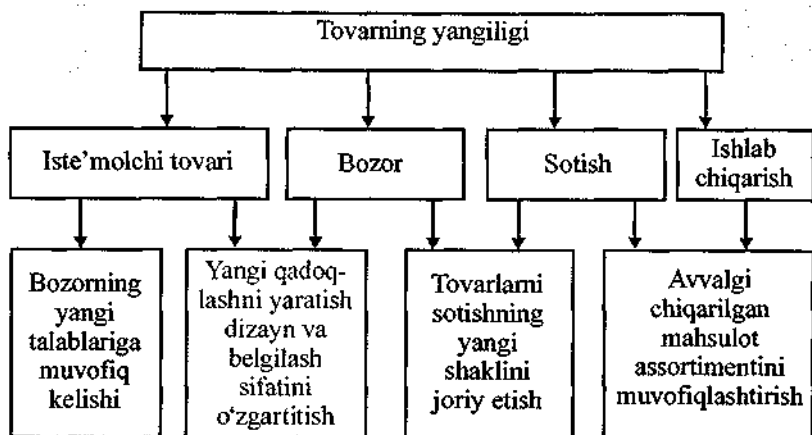 Tovarning yangiligi
Iste'molchi tovari
Bozor
Sotish
Ishlab
chiqarish
Bozorning
yangi
talablariga
muvofiq
kelishi
Yangi qadoq-
lashni yaratish
dizayn va
belgilash
sifatini
o‘zgartitish
Tovarlarni
sotishning
yangi
shaklini
joriy etish
Avvalgi
chiqarilgan
mahsulot
assortimentini
muvofiqlashtirish